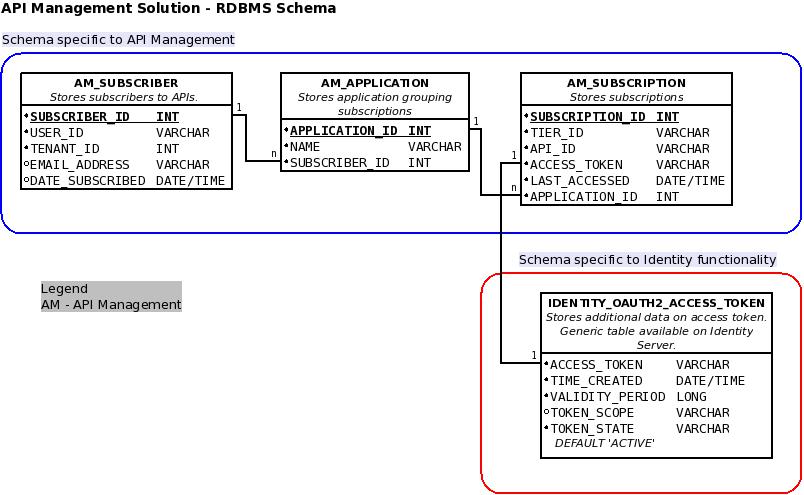 API Management Solution - RDBMS Schema
Schema specific to API Management
AM_SUBSCRIBER
Stores subscribers to APIs.
SUBSCRIBER_ID INT
USER_ID VARCHAR
TENANT_ID INT
EMAIL_ADDRESS VARCHAR
DATE_SUBSCRIBED DATE/TIME
1
n
AM_APPLICATION
Stores application grouping
subscriptions
APPLICATION_ID INT
NAME VARCHAR
SUBSCRIBER_ID INT
1
n
1
AM_SUBSCRIPTION
Stores subscriptions
SUBSCRIPTION_ID INT
TIER_ID VARCHAR
API_ID VARCHAR
ACCESS_TOKEN VARCHAR
LAST_ACCESSED DATE/TIME
APPLICATION_ID INT
Schema specific to Identity functionality
Legend
AM - API Management
1
IDENTITY_OAUTH2_ACCESS_TOKEN
Stores additional data on access token.
Generic table available on Identity
Server.
ACCESS_TOKEN VARCHAR
TIME_CREATED DATE/TIME
VALIDITY_PERIOD LONG
TOKEN_SCOPE VARCHAR
TOKEN_STATE VARCHAR
DEFAULT 'ACTIVE'